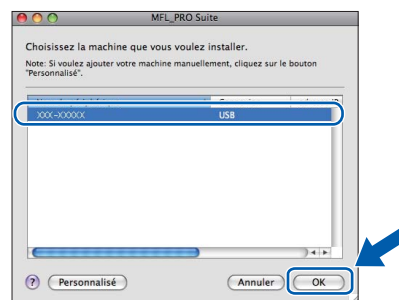 MFL_PRO Suite
Choisissez la machine que vous voulez installer.
Note: Si voulez ajouter votre machine manuellement, cliquez sur le bouton
"Personnalisé".
XXX-XXXXX USB
? Personnalisé Annuler OK